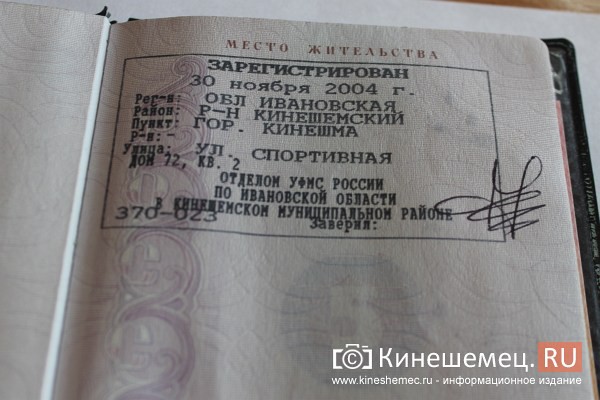 МЕСТО ЖИТЕЛЬСТВА
ЗАРЕГИСТРИРОВАН
30 ноября 2004 г.
Рег-н: ОБЛ ИВАНОВСКАЯ,
Район: Р-Н КИНЕШЕМСКИЙ
Пункт: ГОР. КИНЕШМА
Р-н: -
Улица: УЛ СПОРТИВНАЯ
ДОМ 72, КВ. 2
ОТДЕЛОМ УФМС РОССИИ
ПО ИВАНОВСКОЙ ОБЛАСТИ
В КИНЕШЕМСКОМ МУНИЦИПАЛЬНОМ РАЙОНЕ
370-023
Заверил:
Кинешемец.RU
www.kineshemec.ru - информационное издание